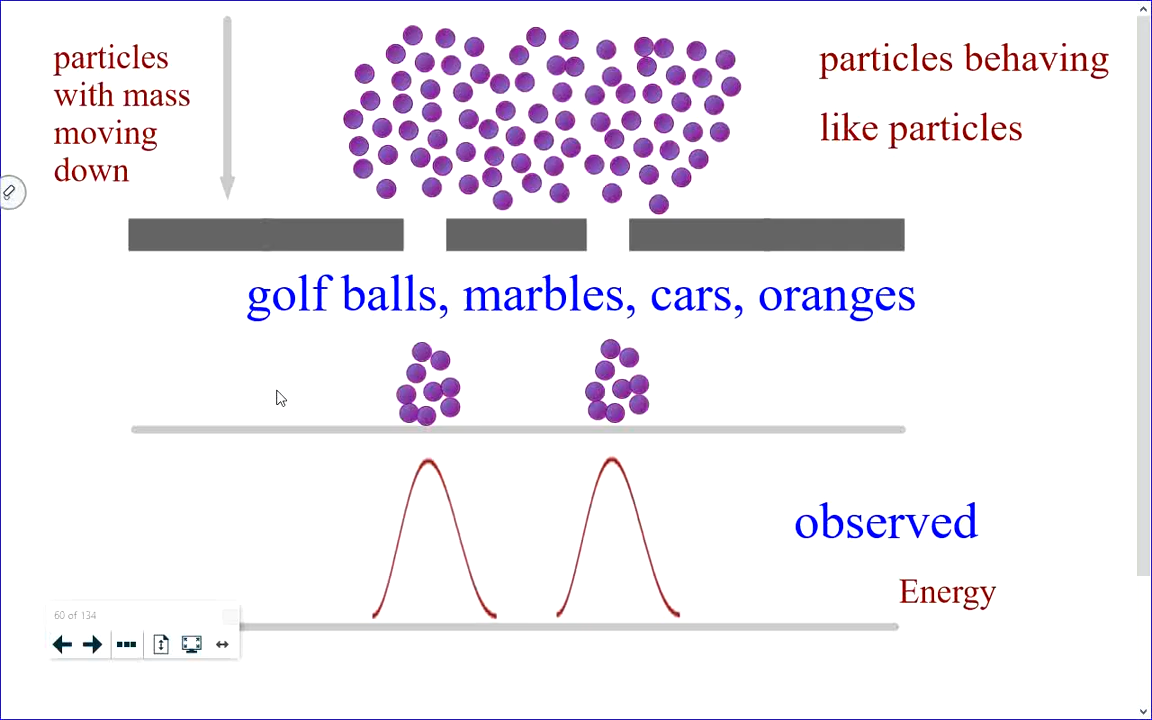 particles
with mass
moving
down
particles behaving
like particles
golf balls, marbles, cars, oranges
observed
Energy
60 of 134